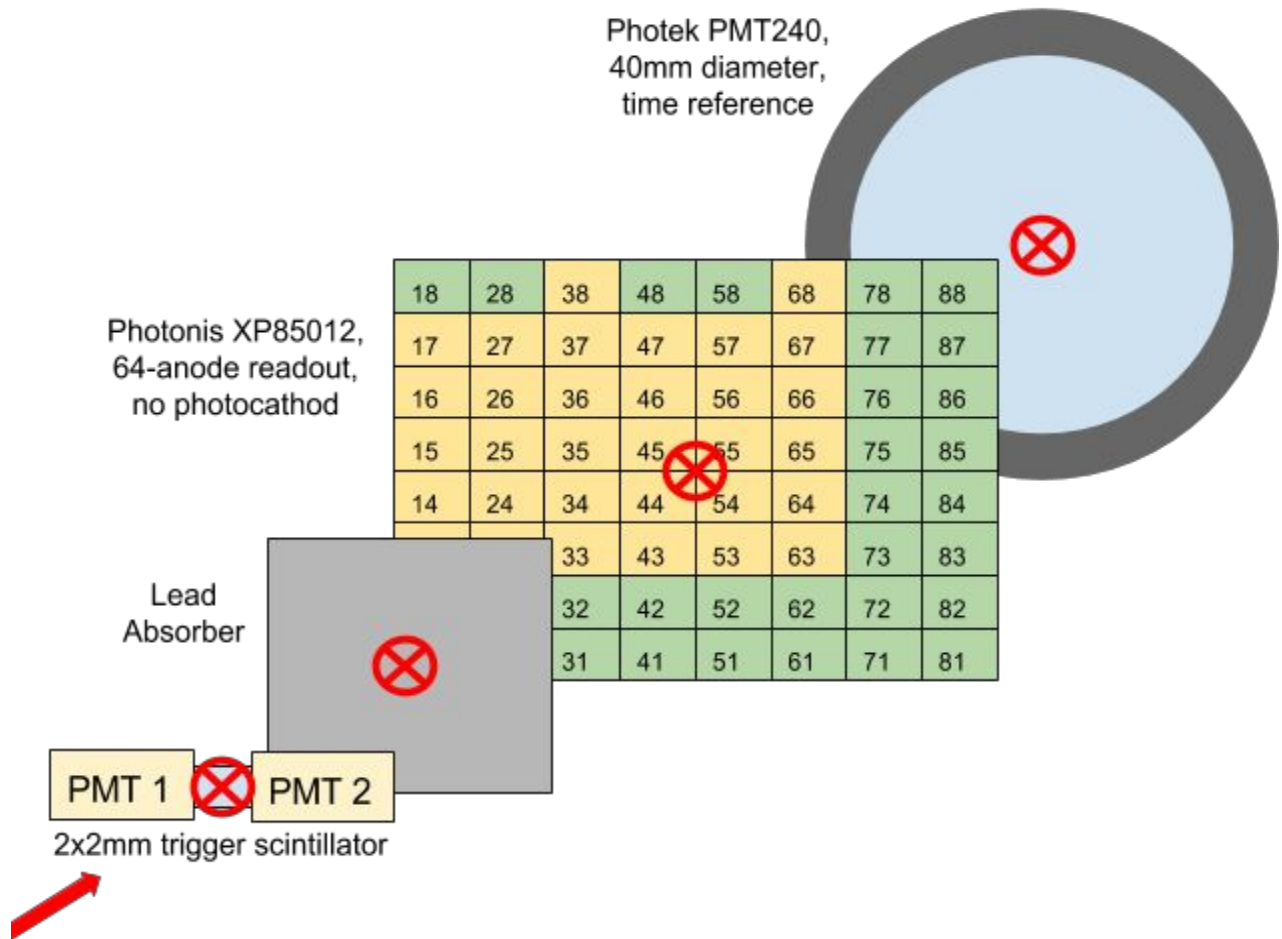 Photek PMT240,
40mm diameter,
time reference
Photonis XP85012,
64-anode readout,
no photocathod
18 28 38 48 58 68 78 88
17 27 37 47 57 67 77 87
16 26 36 46 56 66 76 86
15 25 35 45 55 65 75 85
14 24 34 44 54 64 74 84
33 43 53 63 73 83
32 42 52 62 72 82
31 41 51 61 71 81
Lead
Absorber
PMT 1 PMT 2
2x2mm trigger scintillator